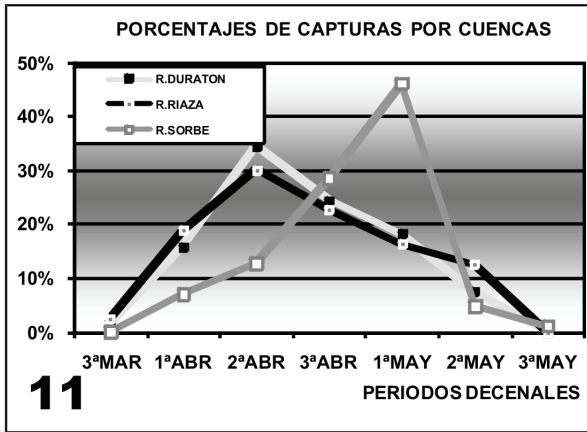 PORCENTAJES DE CAPTURAS POR CUENCAS
50%
40%
30%
20%
10%
0%
R.DURATON
R.RIAZA
R.SORBE
3ªMAR 1ªABR 2ªABR 3ªABR 1ªMAY 2ªMAY 3ªMAY
11 PERIODOS DECENALES